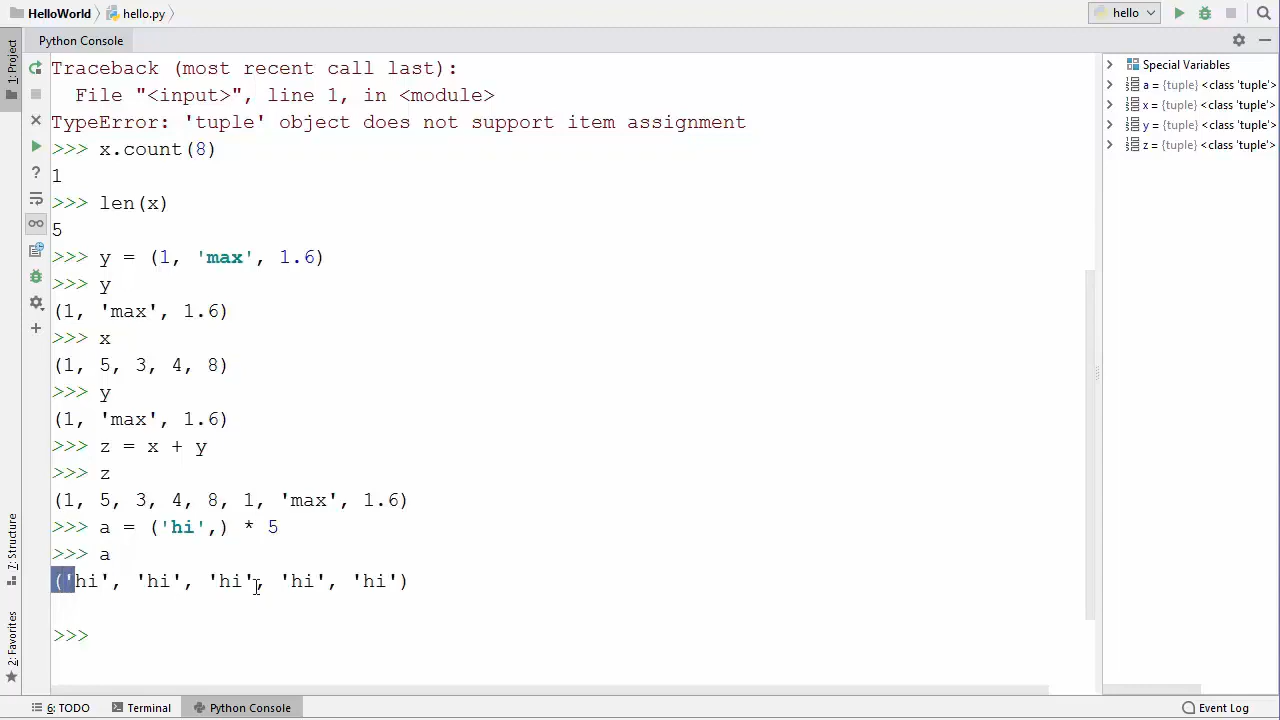 HelloWorld hello.py hello
1: Project Python Console
Traceback (most recent call last):
File "<input>", line 1, in <module>
TypeError: 'tuple' object does not support item assignment
>>> x.count(8)
1
>>> len(x)
5
>>> y = (1, 'max', 1.6)
>>> y
(1, 'max', 1.6)
>>> x
(1, 5, 3, 4, 8)
>>> y
(1, 'max', 1.6)
>>> z = x + y
>>> z
(1, 5, 3, 4, 8, 1, 'max', 1.6)
>>> a = ('hi',) * 5
>>> a
('hi', 'hi', 'hi', 'hi', 'hi')
>>>
Special Variables
a = {tuple} <class 'tuple'>
x = {tuple} <class 'tuple'>
y = {tuple} <class 'tuple'>
z = {tuple} <class 'tuple'>
7: Structure
2: Favorites
6: TODO Terminal Python Console Event Log